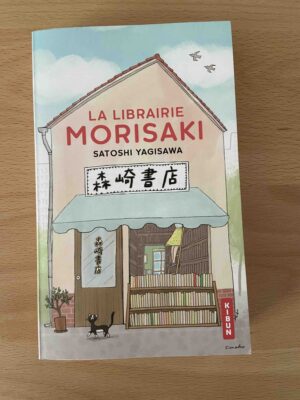 LA LIBRAIRIE
MORISAKI
SATOSHI YAGISAWA
森崎書店
森崎書店
KIBUN